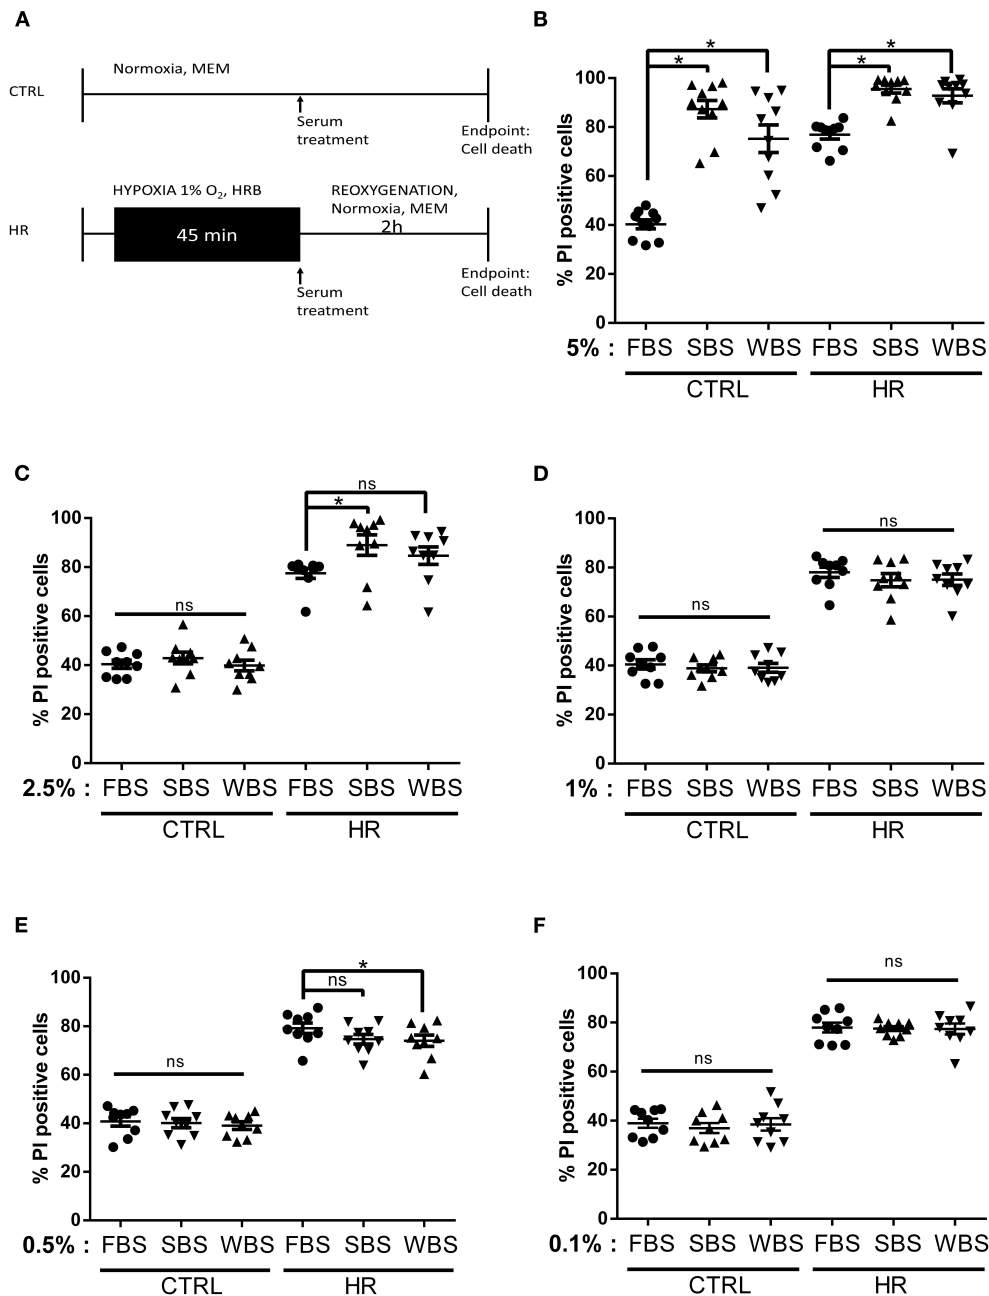 A
CTRL
Normoxia, MEM
Serum
treatment
Endpoint:
Cell death
HYPOXIA 1% O2, HRB
REOXYGENATION,
Normoxia, MEM
HR
45 min
2h
Serum
treatment
Endpoint:
Cell death
B
% PI positive cells
100
80
60
40
20
0
* * * *
5% : FBS SBS WBS FBS SBS WBS
CTRL HR
C
% PI positive cells
100
80
60
40
20
0
ns * ns
2.5% : FBS SBS WBS FBS SBS WBS
CTRL HR
D
% PI positive cells
100
80
60
40
20
0
ns ns
1% : FBS SBS WBS FBS SBS WBS
CTRL HR
E
% PI positive cells
100
80
60
40
20
0
ns ns *
0.5% : FBS SBS WBS FBS SBS WBS
CTRL HR
F
% PI positive cells
100
80
60
40
20
0
ns ns
0.1% : FBS SBS WBS FBS SBS WBS
CTRL HR